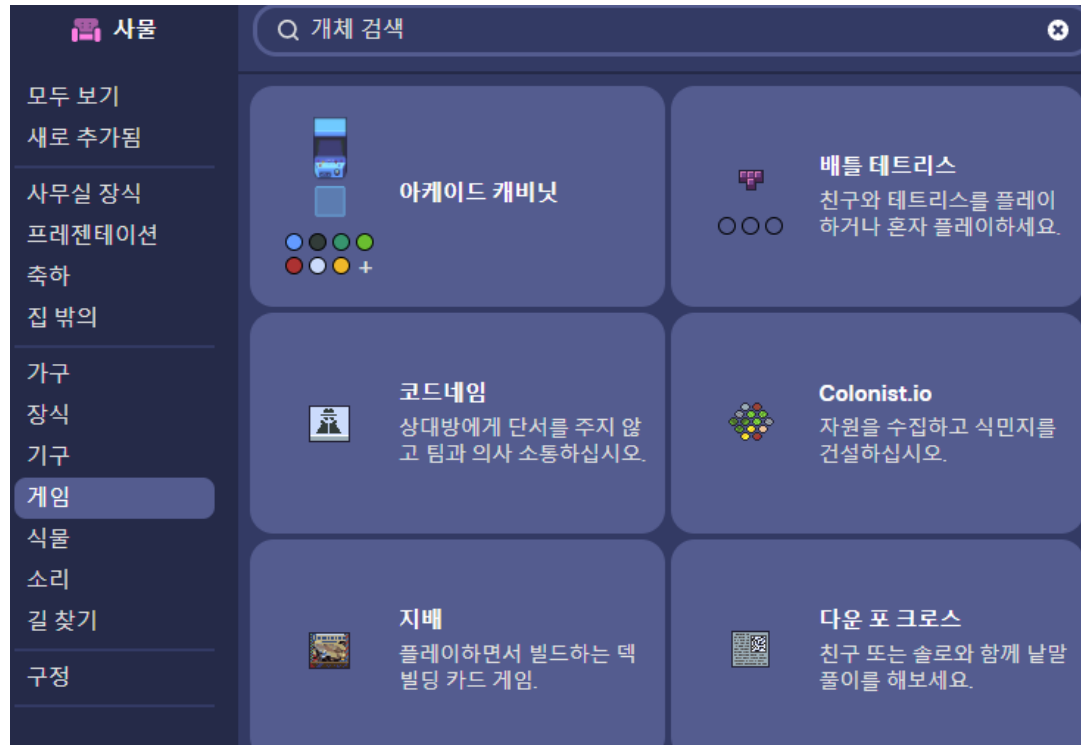 사물
개체 검색
모두 보기
새로 추가됨
사무실 장식
프레젠테이션
축하
집 밖의
가구
장식
기구
게임
식물
소리
길 찾기
구정
아케이드 캐비닛
+
배틀 테트리스
친구와 테트리스를 플레이
하거나 혼자 플레이하세요.
코드네임
상대방에게 단서를 주지 않
고 팀과 의사 소통하십시오.
Colonist.io
자원을 수집하고 식민지를
건설하십시오.
지배
플레이하면서 빌드하는 덱
빌딩 카드 게임.
다운 포 크로스
친구 또는 솔로와 함께 낱말
풀이를 해보세요.